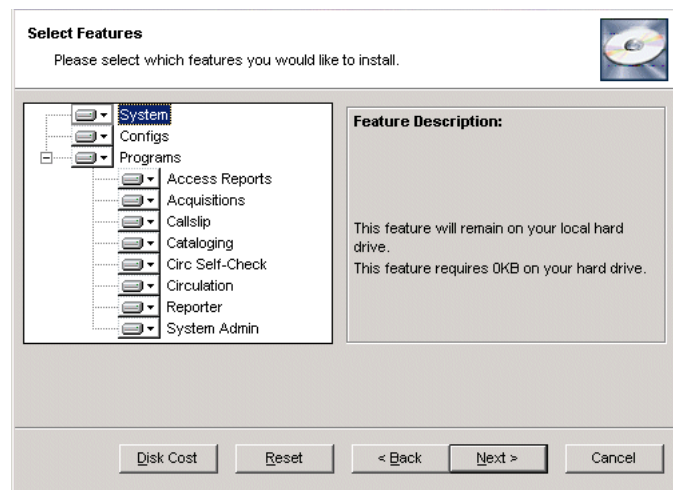 Select Features
Please select which features you would like to install.
System
Configs
Programs
Access Reports
Acquisitions
Callslip
Cataloging
Circ Self-Check
Circulation
Reporter
System Admin
Feature Description:
This feature will remain on your local hard
drive.
This feature requires 0KB on your hard drive.
Disk Cost
Reset
< Back
Next >
Cancel